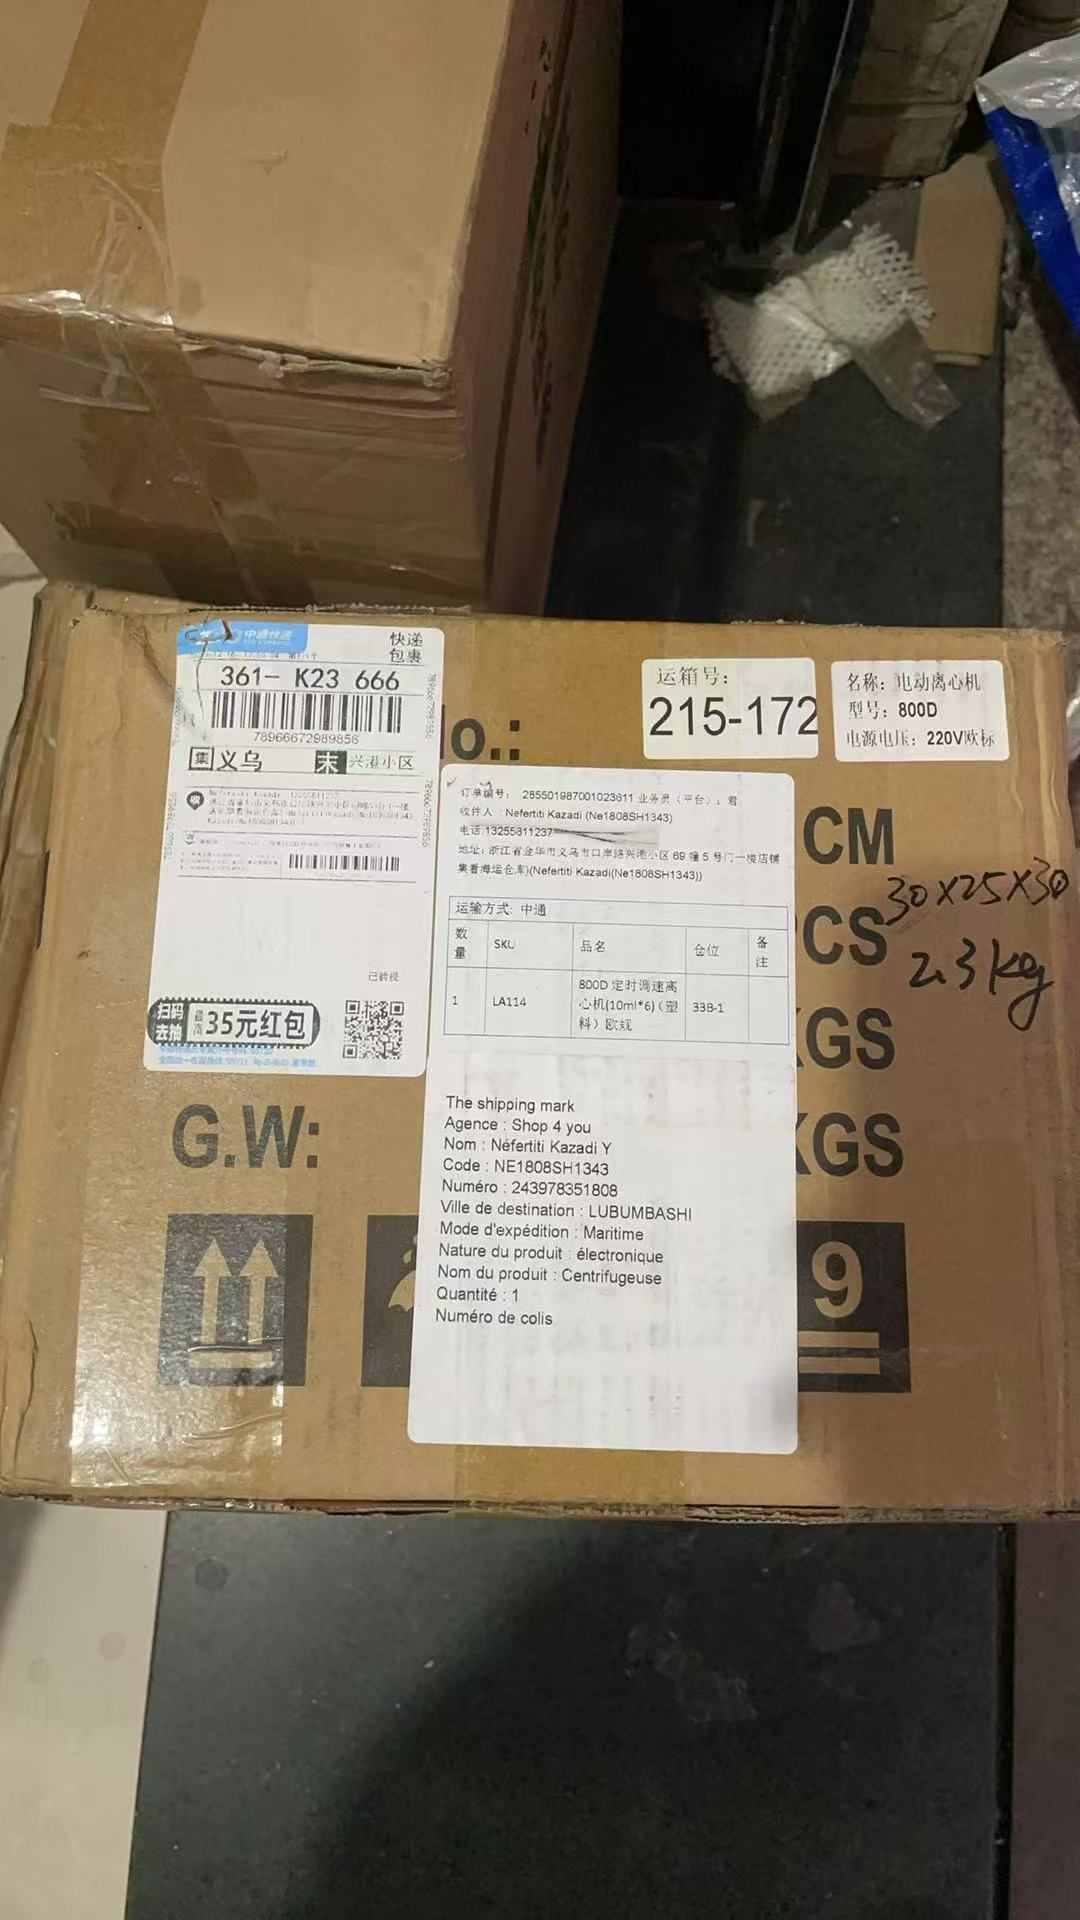 中通快递
快递
包裹
361- K23 666
78966672989856
集 义乌 末 兴港小区
已验视
扫码
去抽
最高
35元红包
运箱号：
215-172
名称：电动离心机
型号：800D
电源电压：220V欧标
o.:
CM
CS
KGS
G.W:
KGS
9
30X25X30
2.3kg
订单编号： 285501987001023611 业务员（平台）：君
收件人：Nefertiti Kazadi (Ne1808SH1343)
电话:13255811237
地址：浙江省金华市义乌市口岸路兴港小区 69 幢 5 号门一楼店铺
集看海运仓库)(Nefertiti Kazadi(Ne1808SH1343))
运输方式: 中通
数量 SKU 品名 仓位 备注
1 LA114 800D 定时调速离心机(10ml*6)（塑料）欧规 33B-1
The shipping mark
Agence : Shop 4 you
Nom : Néfertiti Kazadi Y
Code : NE1808SH1343
Numéro : 243978351808
Ville de destination : LUBUMBASHI
Mode d'expédition : Maritime
Nature du produit : électronique
Nom du produit : Centrifugeuse
Quantité : 1
Numéro de colis